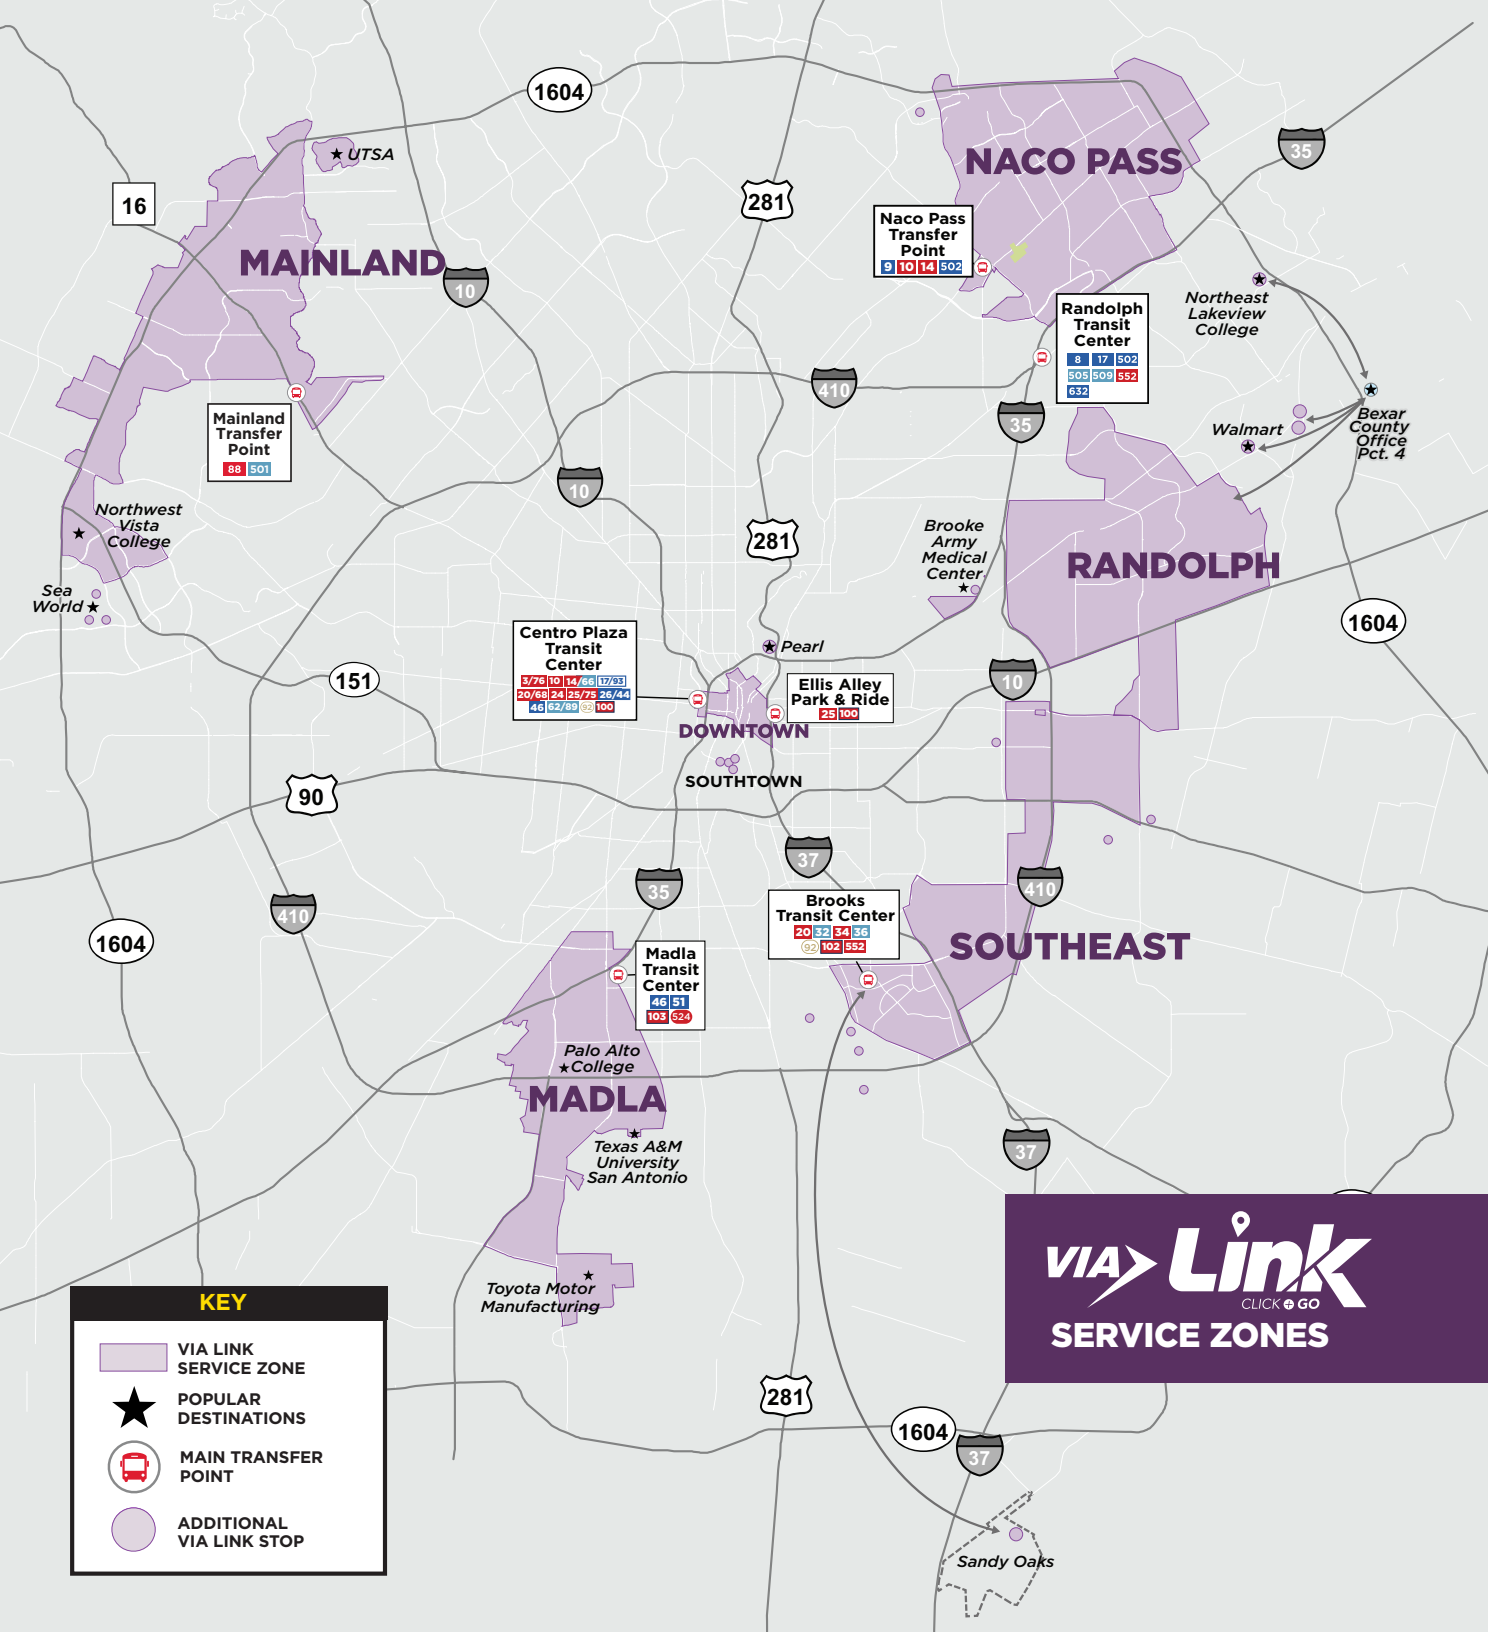 1604
UTSA
16
MAINLAND
10
281
NACO PASS
35
Naco Pass
Transfer
Point
9 10 14 502
Randolph
Transit
Center
8 17 502
505 509 552
632
Northeast
Lakeview
College
410
35
Walmart
Bexar
County
Office
Pct. 4
Mainland
Transfer
Point
88 501
10
Northwest
Vista
College
Sea
World
281
Brooke
Army
Medical
Center
RANDOLPH
1604
Centro Plaza
Transit
Center
3/76 10 14/66 17/93
20/68 24 25/75 26/44
46 62/89 92 100
Pearl
151
Ellis Alley
Park & Ride
25 100
10
DOWNTOWN
SOUTHTOWN
90
37
35
410
410
1604
Brooks
Transit Center
20 32 34 36
92 102 552
SOUTHEAST
Madla
Transit
Center
46 51
103 524
Palo Alto
College
MADLA
Texas A&M
University
San Antonio
37
Toyota Motor
Manufacturing
VIA Link
CLICK GO
SERVICE ZONES
KEY
VIA LINK
SERVICE ZONE
POPULAR
DESTINATIONS
MAIN TRANSFER
POINT
ADDITIONAL
VIA LINK STOP
281
1604
37
Sandy Oaks